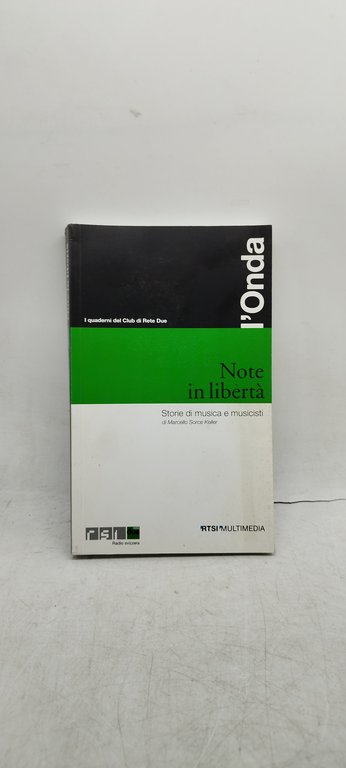 l'Onda
I quaderni del Club di Rete Due
Note
in libertà
Storie di musica e musicisti
di Marcello Sorce Keller
rsi
Radio svizzera
RTSI MULTIMEDIA